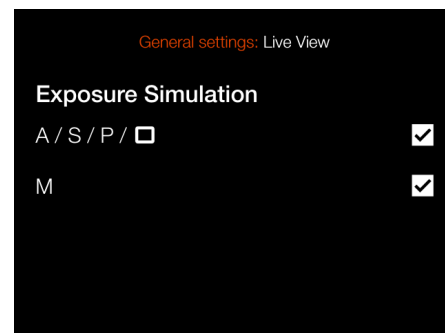 General settings: Live View
Exposure Simulation
A / S / P /
M